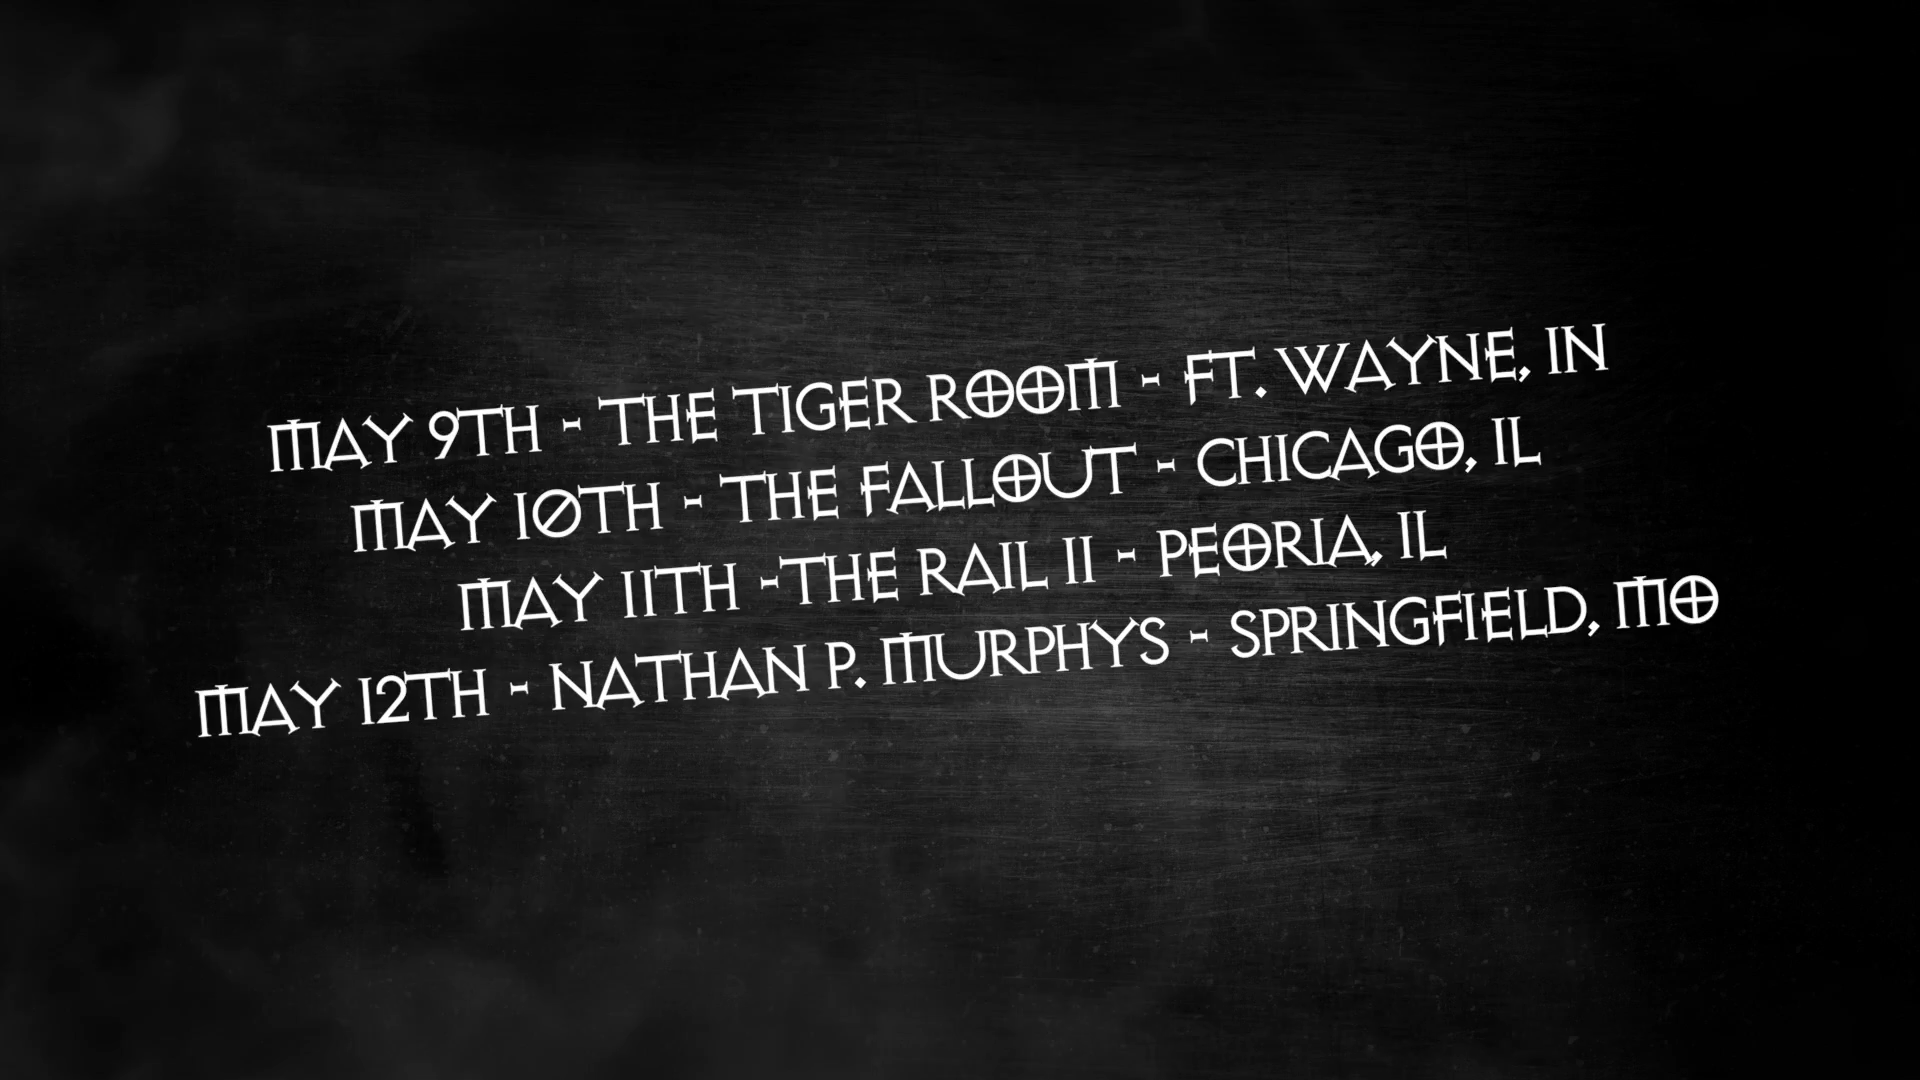 MAY 9TH - THE TIGER ROOM - FT. WAYNE, IN
MAY 10TH - THE FALLOUT - CHICAGO, IL
MAY 11TH -THE RAIL II - PEORIA, IL
MAY 12TH - NATHAN P. MURPHYS - SPRINGFIELD, MO